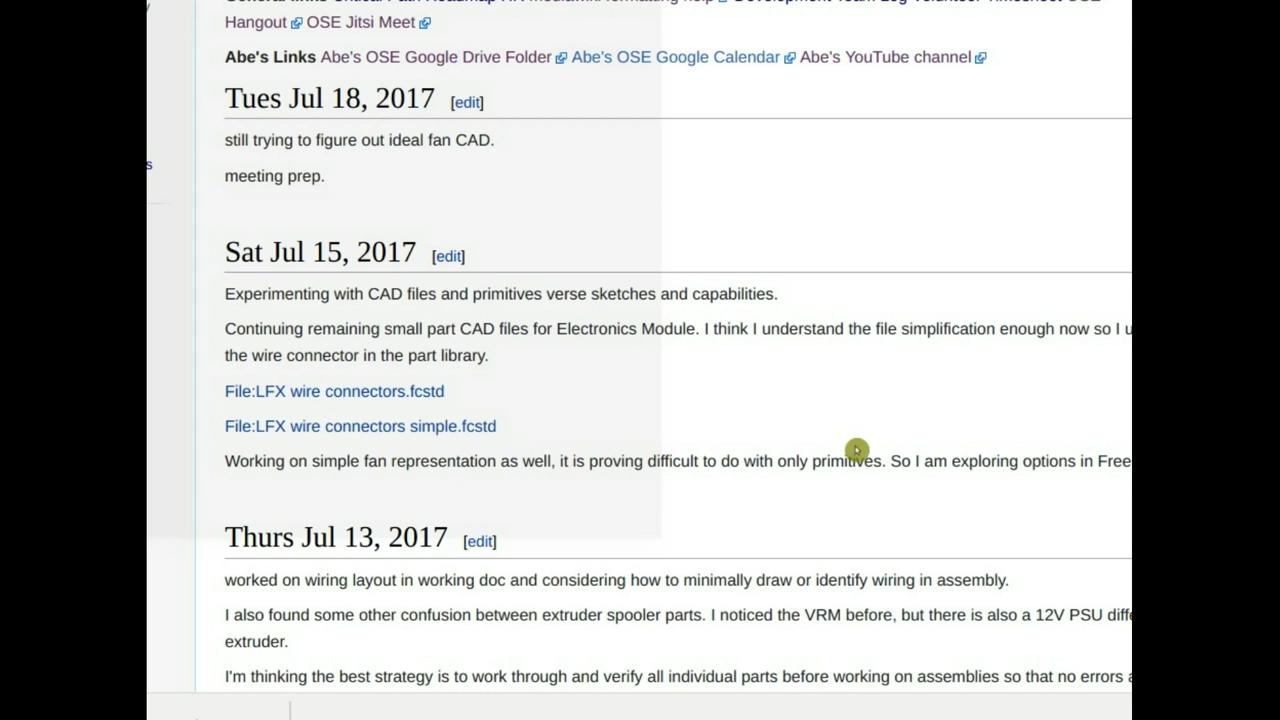 Hangout OSE Jitsi Meet
Abe's Links Abe's OSE Google Drive Folder Abe's OSE Google Calendar Abe's YouTube channel
Tues Jul 18, 2017 [edit]
still trying to figure out ideal fan CAD.
meeting prep.
Sat Jul 15, 2017 [edit]
Experimenting with CAD files and primitives verse sketches and capabilities.
Continuing remaining small part CAD files for Electronics Module. I think I understand the file simplification enough now so I u
the wire connector in the part library.
File:LFX wire connectors.fcstd
File:LFX wire connectors simple.fcstd
Working on simple fan representation as well, it is proving difficult to do with only primitives. So I am exploring options in Free
Thurs Jul 13, 2017 [edit]
worked on wiring layout in working doc and considering how to minimally draw or identify wiring in assembly.
I also found some other confusion between extruder spooler parts. I noticed the VRM before, but there is also a 12V PSU diffe
extruder.
I'm thinking the best strategy is to work through and verify all individual parts before working on assemblies so that no errors a